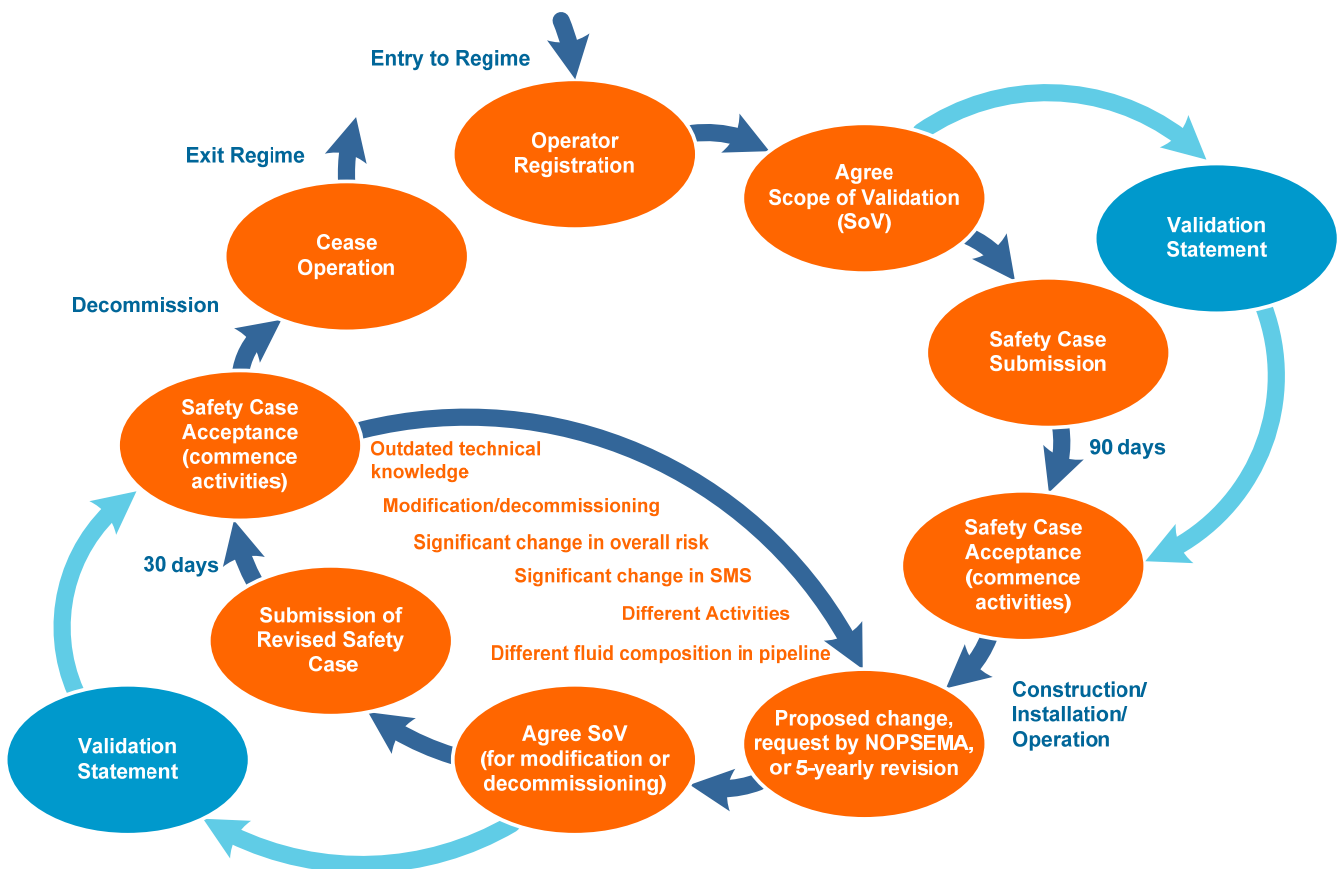 Entry to Regime
Operator
Registration
Agree
Scope of Validation
(SoV)
Validation
Statement
Safety Case
Submission
90 days
Safety Case
Acceptance
(commence
activities)
Construction/
Installation/
Operation
Proposed change,
request by NOPSEMA,
or 5-yearly revision
Agree SoV
(for modification or
decommissioning)
Validation
Statement
Submission of
Revised Safety
Case
30 days
Safety Case
Acceptance
(commence
activities)
Outdated technical
knowledge
Modification/decommissioning
Significant change in overall risk
Significant change in SMS
Different Activities
Different fluid composition in pipeline
Decommission
Cease
Operation
Exit Regime